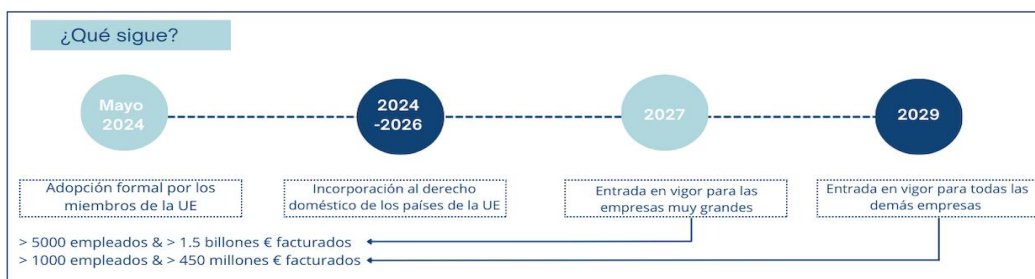 ¿Qué sigue?
Mayo
2024
2024
-2026
2027
2029
Adopción formal por los
miembros de la UE
Incorporación al derecho
doméstico de los países de la UE
Entrada en vigor para las
empresas muy grandes
Entrada en vigor para todas las
demás empresas
> 5000 empleados & > 1.5 billones € facturados
> 1000 empleados & > 450 millones € facturados